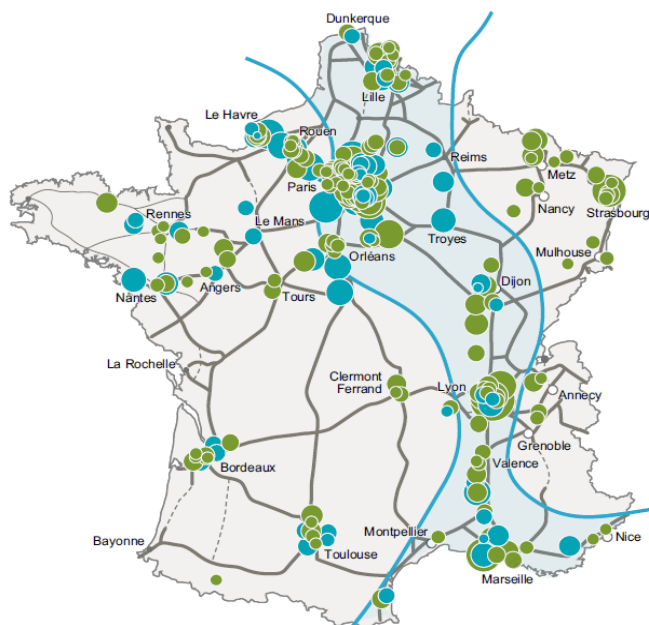 Dunkerque
Lille
Le Havre
Rouen
Reims
Paris
Metz
Nancy
Strasbourg
Rennes
Le Mans
Troyes
Orléans
Mulhouse
Nantes
Angers
Tours
Dijon
La Rochelle
Clermont
Ferrand
Lyon
Annecy
Grenoble
Bordeaux
Valence
Bayonne
Toulouse
Montpellier
Nice
Marseille